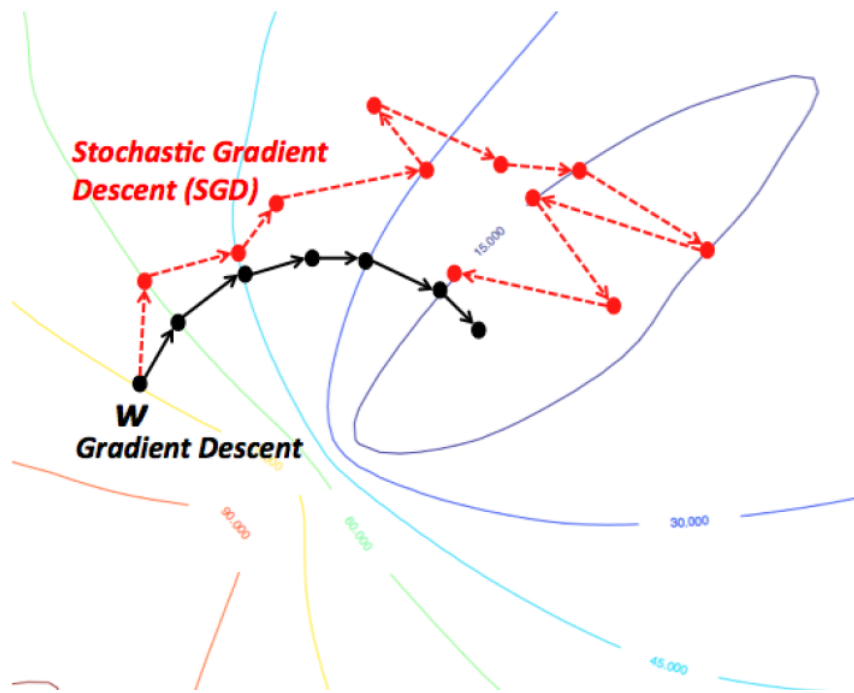 Stochastic Gradient
Descent (SGD)
15.000
W
Gradient Descent
90.000
60.000
30.000
45.000